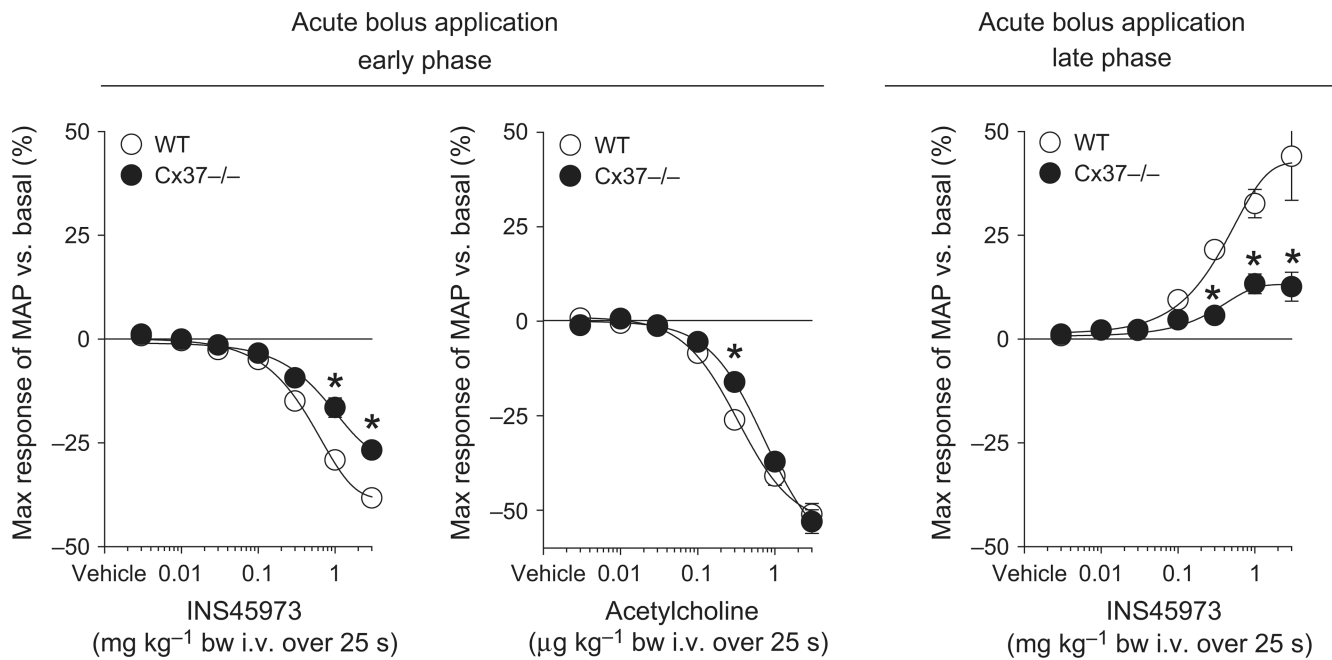 Acute bolus application
early phase
Acute bolus application
late phase
Max response of MAP vs. basal (%)
50
25
0
−25
−50
WT
Cx37−/−
*
*
Vehicle 0.01 0.1 1
INS45973
(mg kg⁻¹ bw i.v. over 25 s)
Max response of MAP vs. basal (%)
50
25
0
−25
−50
WT
Cx37−/−
*
Vehicle 0.01 0.1 1
Acetylcholine
(μg kg⁻¹ bw i.v. over 25 s)
Max response of MAP vs. basal (%)
50
25
0
−25
−50
WT
Cx37−/−
*
*
*
Vehicle 0.01 0.1 1
INS45973
(mg kg⁻¹ bw i.v. over 25 s)